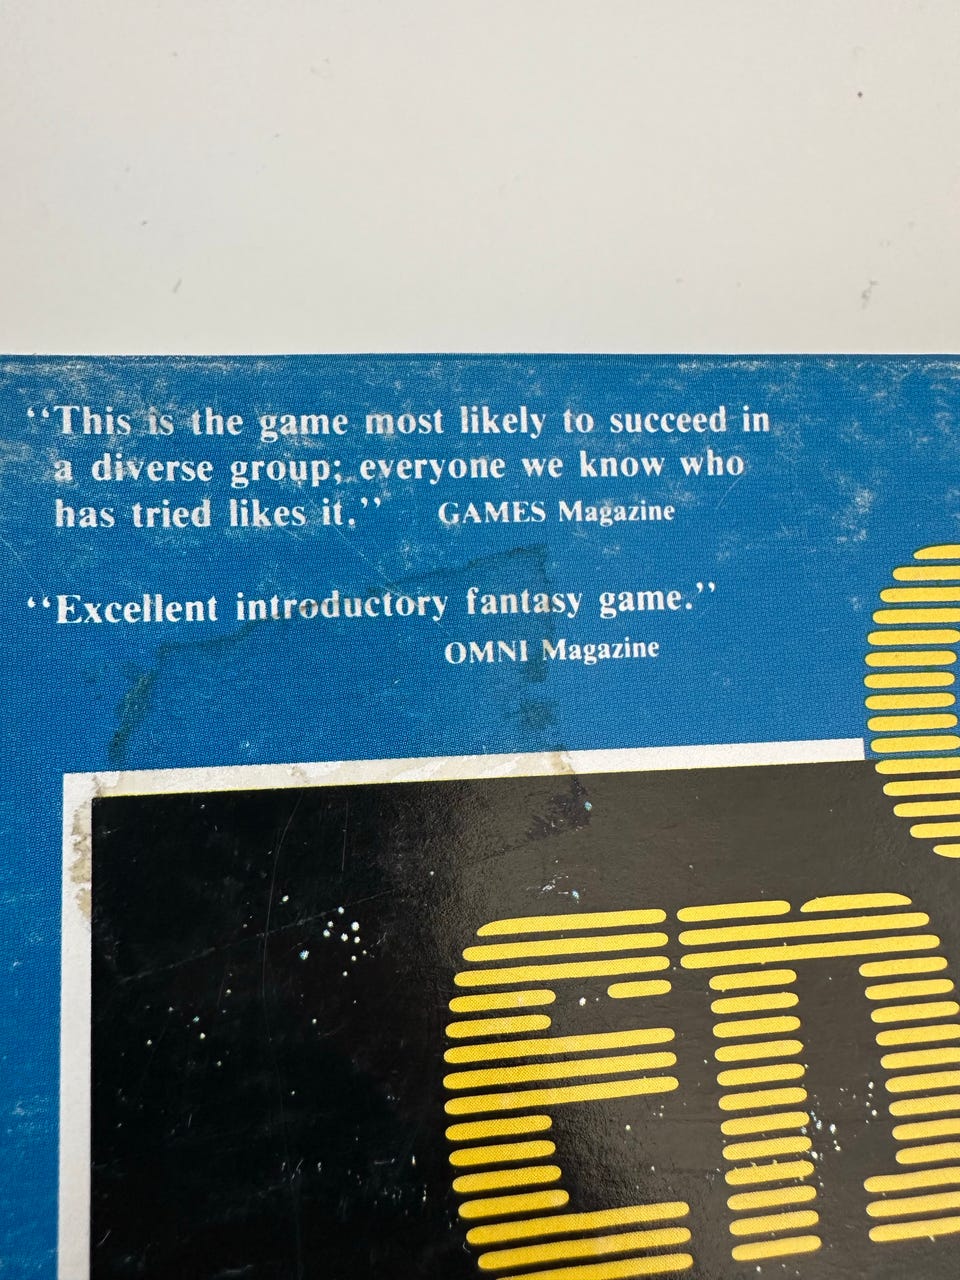 “This is the game most likely to succeed in
a diverse group; everyone we know who
has tried likes it.” GAMES Magazine
“Excellent introductory fantasy game.”
OMNI Magazine